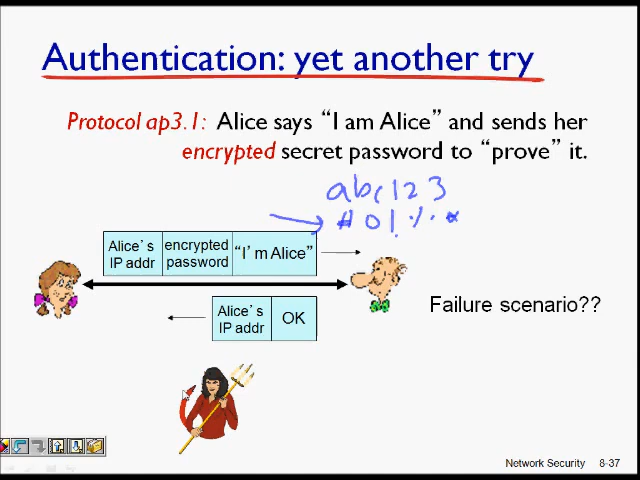 Authentication: yet another try
Protocol ap3.1: Alice says “I am Alice” and sends her
encrypted secret password to “prove” it.
abc123
Alice’s IP addr
encrypted password
“I’m Alice”
Alice’s IP addr
OK
Failure scenario??
Network Security 8-37